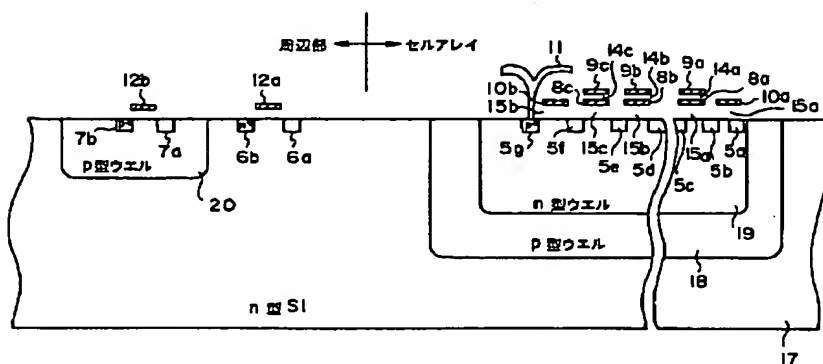 周辺部 セルアレイ
12b 12a 11 14c 14b 9c 9b 9a 14a
10b 8c 8b 8a 10a
15b 15a
7b 7a 6b 6a 5g 5f 15c 5e 15b 5d 5c 15a 5b 5a
p型ウエル
20
n型ウエル
19
p型ウエル
18
n型Si
17